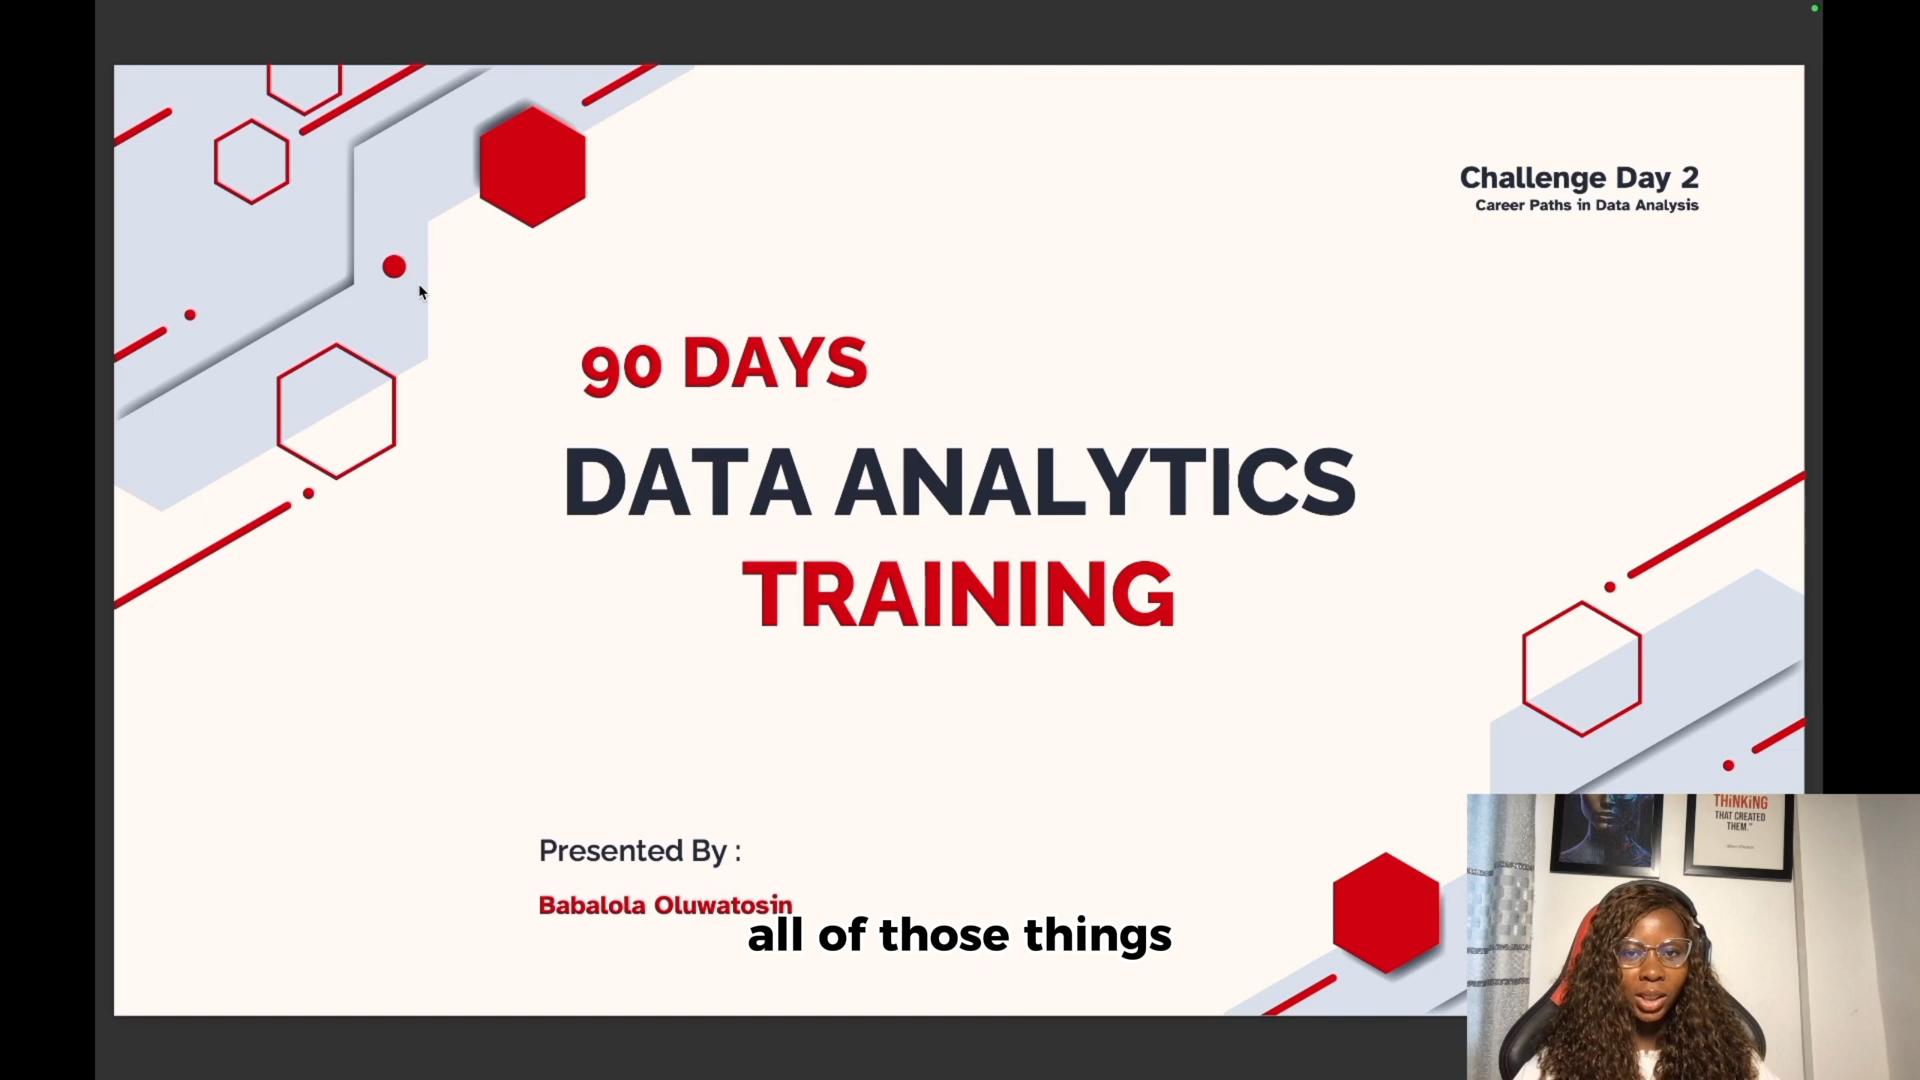 Challenge Day 2
Career Paths in Data Analysis
90 DAYS
DATA ANALYTICS
TRAINING
Presented By :
Babalola Oluwatosin
all of those things
THiNKiNG
THAT CREATED
THEM."